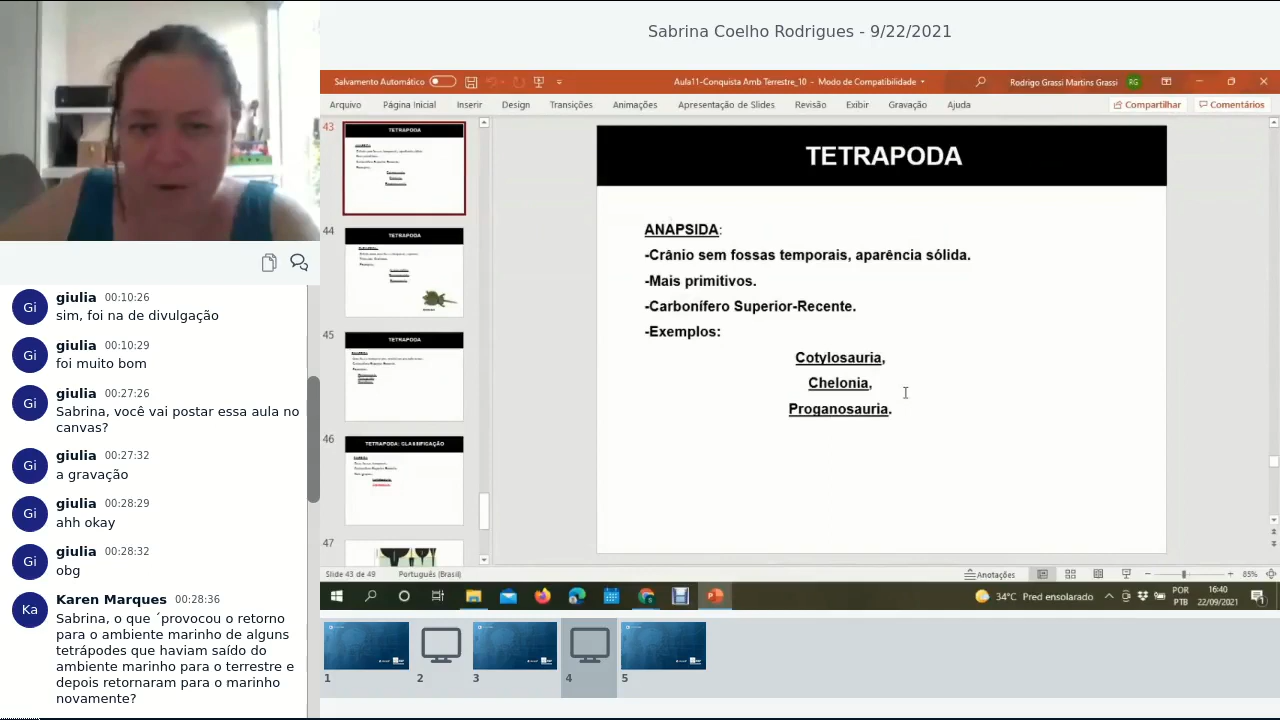 Sabrina Coelho Rodrigues - 9/22/2021
Salvamento Automático
Aula11-Conquista Amb Terrestre_10 - Modo de Compatibilidade
Rodrigo Grassi Martins Grassi
RG
Arquivo
Página Inicial
Inserir
Design
Transições
Animações
Apresentação de Slides
Revisão
Exibir
Gravação
Ajuda
Compartilhar
Comentários
43
TETRAPODA
44
TETRAPODA
45
TETRAPODA
46
TETRAPODA: CLASSIFICAÇÃO
47
TETRAPODA
ANAPSIDA:
-Crânio sem fossas temporais, aparência sólida.
-Mais primitivos.
-Carbonífero Superior-Recente.
-Exemplos:
Cotylosauria,
Chelonia,
Proganosauria.
Slide 43 de 49
Português (Brasil)
Anotações
85%
34°C Pred ensolarado
POR
PTB
16:40
22/09/2021
1
2
3
4
5
Gi
giulia 00:10:26
sim, foi na de divulgação
Gi
giulia 00:10:29
foi muito bom
Gi
giulia 00:27:26
Sabrina, você vai postar essa aula no
canvas?
Gi
giulia 00:27:32
a gravação
Gi
giulia 00:28:29
ahh okay
Gi
giulia 00:28:32
obg
Ka
Karen Marques 00:28:36
Sabrina, o que ´provocou o retorno
para o ambiente marinho de alguns
tetrápodes que haviam saído do
ambiente marinho para o terrestre e
depois retornaram para o marinho
novamente?